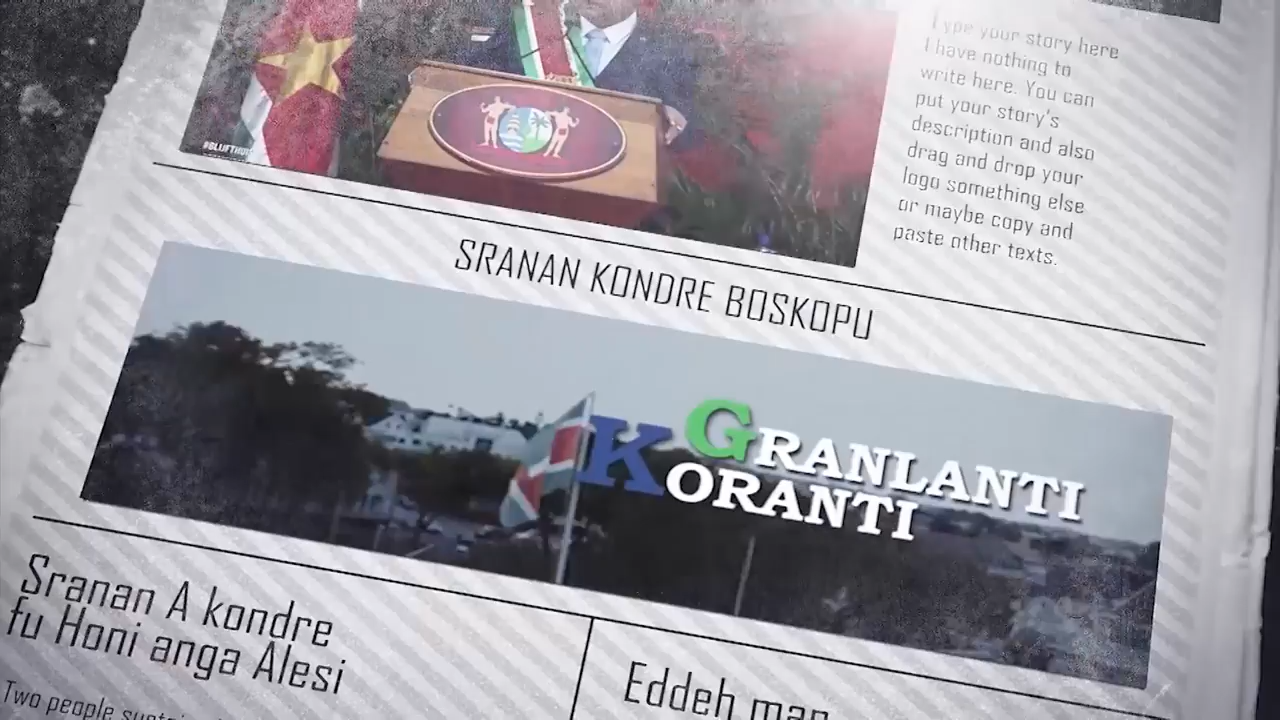 Type your story here
I have nothing to
write here. You can
put your story's
description and also
drag and drop your
logo something else
or maybe copy and
paste other texts.
SRANAN KONDRE BOSKOPU
GRANLANTI
KORANTI
Sranan A kondre
fu Honi anga Alesi
Two people
Eddeh man